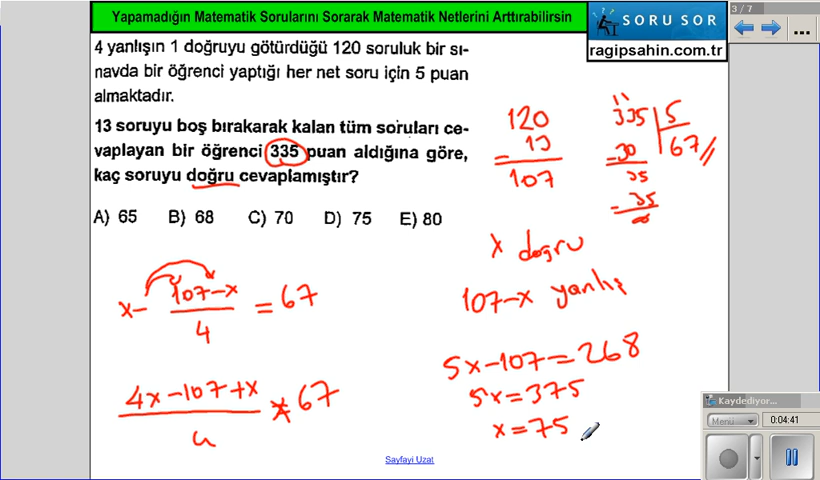 Yapamadığın Matematik Sorularını Sorarak Matematik Netlerini Arttırabilirsin
SORU SOR
ragipsahin.com.tr
3 / 7
...
4 yanlışın 1 doğruyu götürdüğü 120 soruluk bir sı-
navda bir öğrenci yaptığı her net soru için 5 puan
almaktadır.
13 soruyu boş bırakarak kalan tüm soruları ce-
vaplayan bir öğrenci 335 puan aldığına göre,
kaç soruyu doğru cevaplamıştır?
A) 65 B) 68 C) 70 D) 75 E) 80
120
- 13
107
335 5
- 30 67
35
- 35
0
x doğru
107-x yanlış
x - 107-x = 67
4
4x-107+x = 67
4
5x-107=268
5x=375
x=75
Kaydediyor...
Menü
0:04:41
Sayfayi Uzat